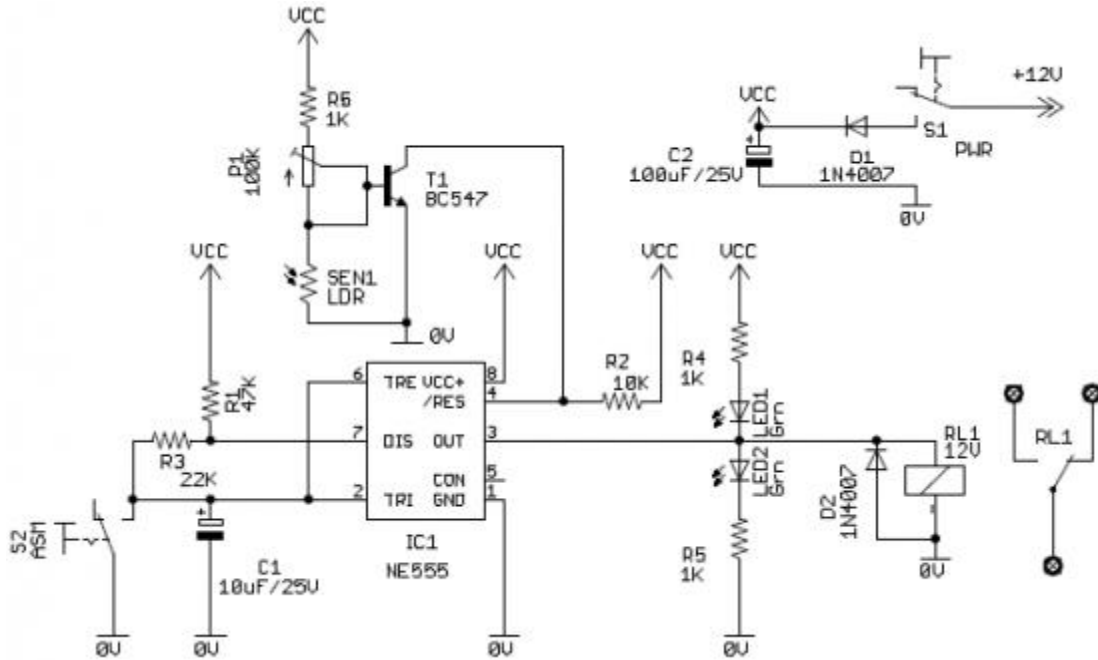 VCC
R6
1K
P1
100K
T1
BC547
SEN1
LDR
0V
+12V
VCC
S1
PWR
C2
100uF/25V
D1
1N4007
0V
VCC
R1
47K
R3
22K
S2
ASM
0V
C1
10uF/25V
0V
VCC
6 TRE VCC+ 8
/RES 4
7 DIS OUT 3
CON 5
2 TRI GND 1
IC1
NE555
0V
R2
10K
VCC
VCC
R4
1K
LED1
Grn
LED2
Grn
R5
1K
0V
D2
1N4007
RL1
12V
0V
RL1